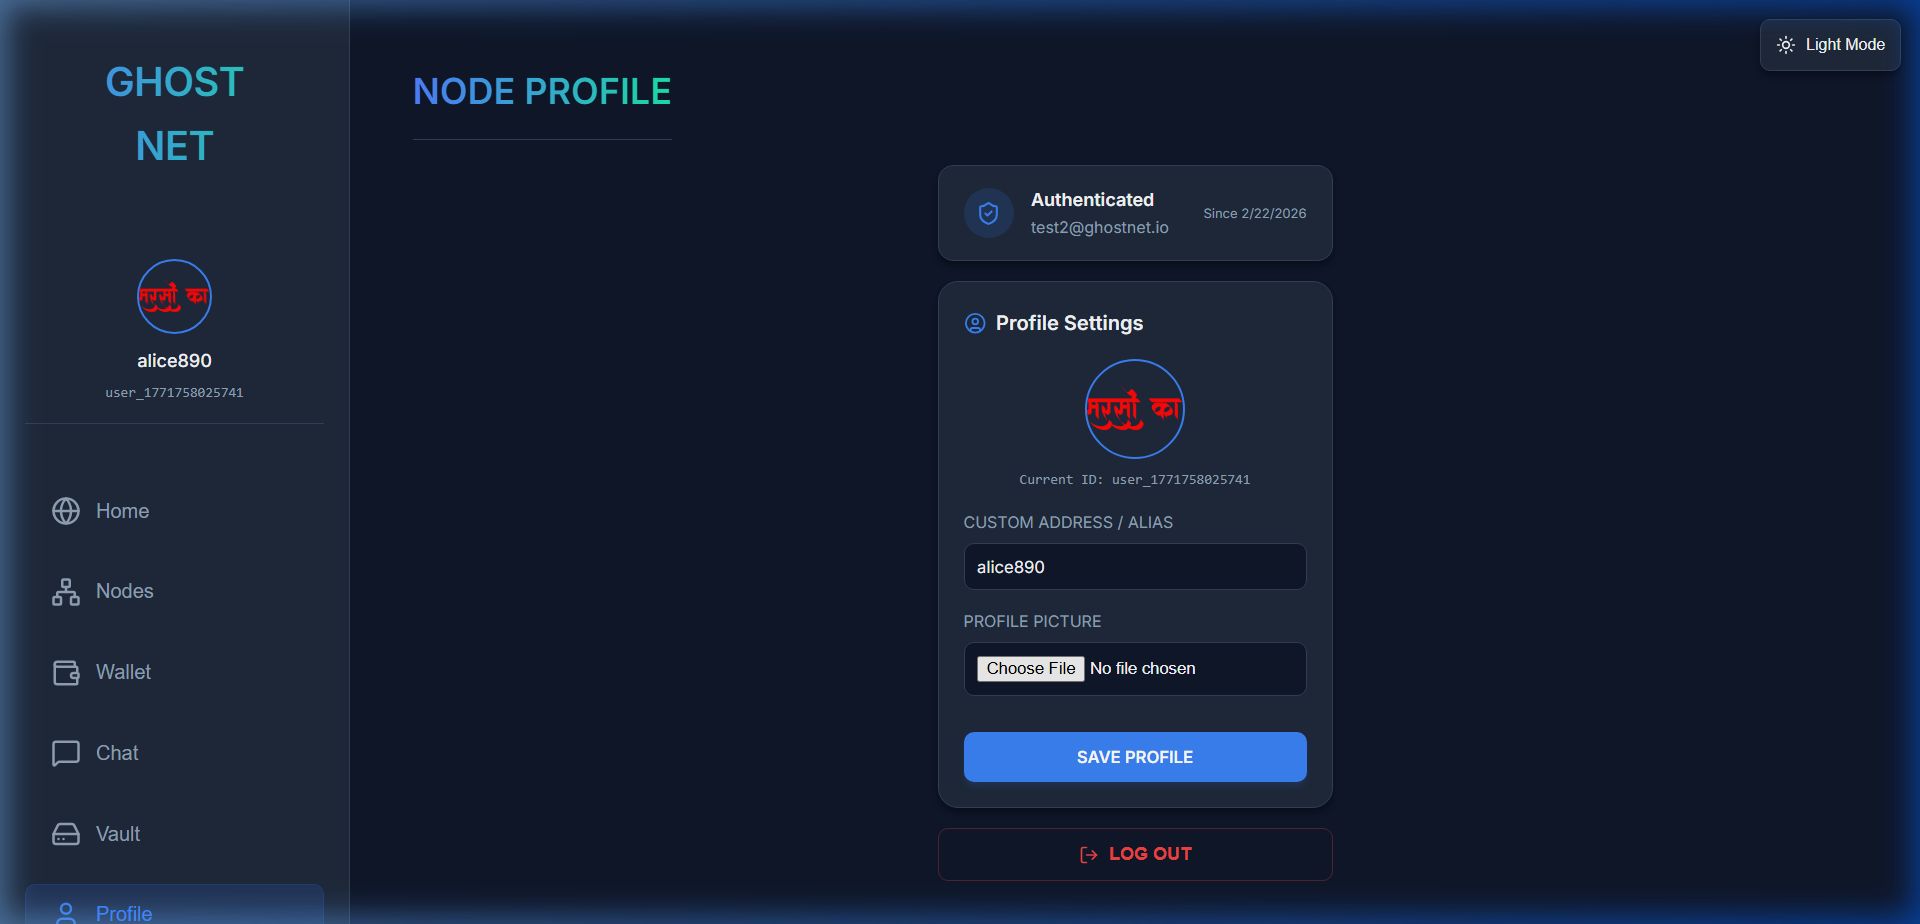 GHOST
NET
मरसों का
alice890
user_1771758025741
Home
Nodes
Wallet
Chat
Vault
Profile
Light Mode
NODE PROFILE
Authenticated
test2@ghostnet.io
Since 2/22/2026
Profile Settings
मरसों का
Current ID: user_1771758025741
CUSTOM ADDRESS / ALIAS
alice890
PROFILE PICTURE
Choose File No file chosen
SAVE PROFILE
LOG OUT